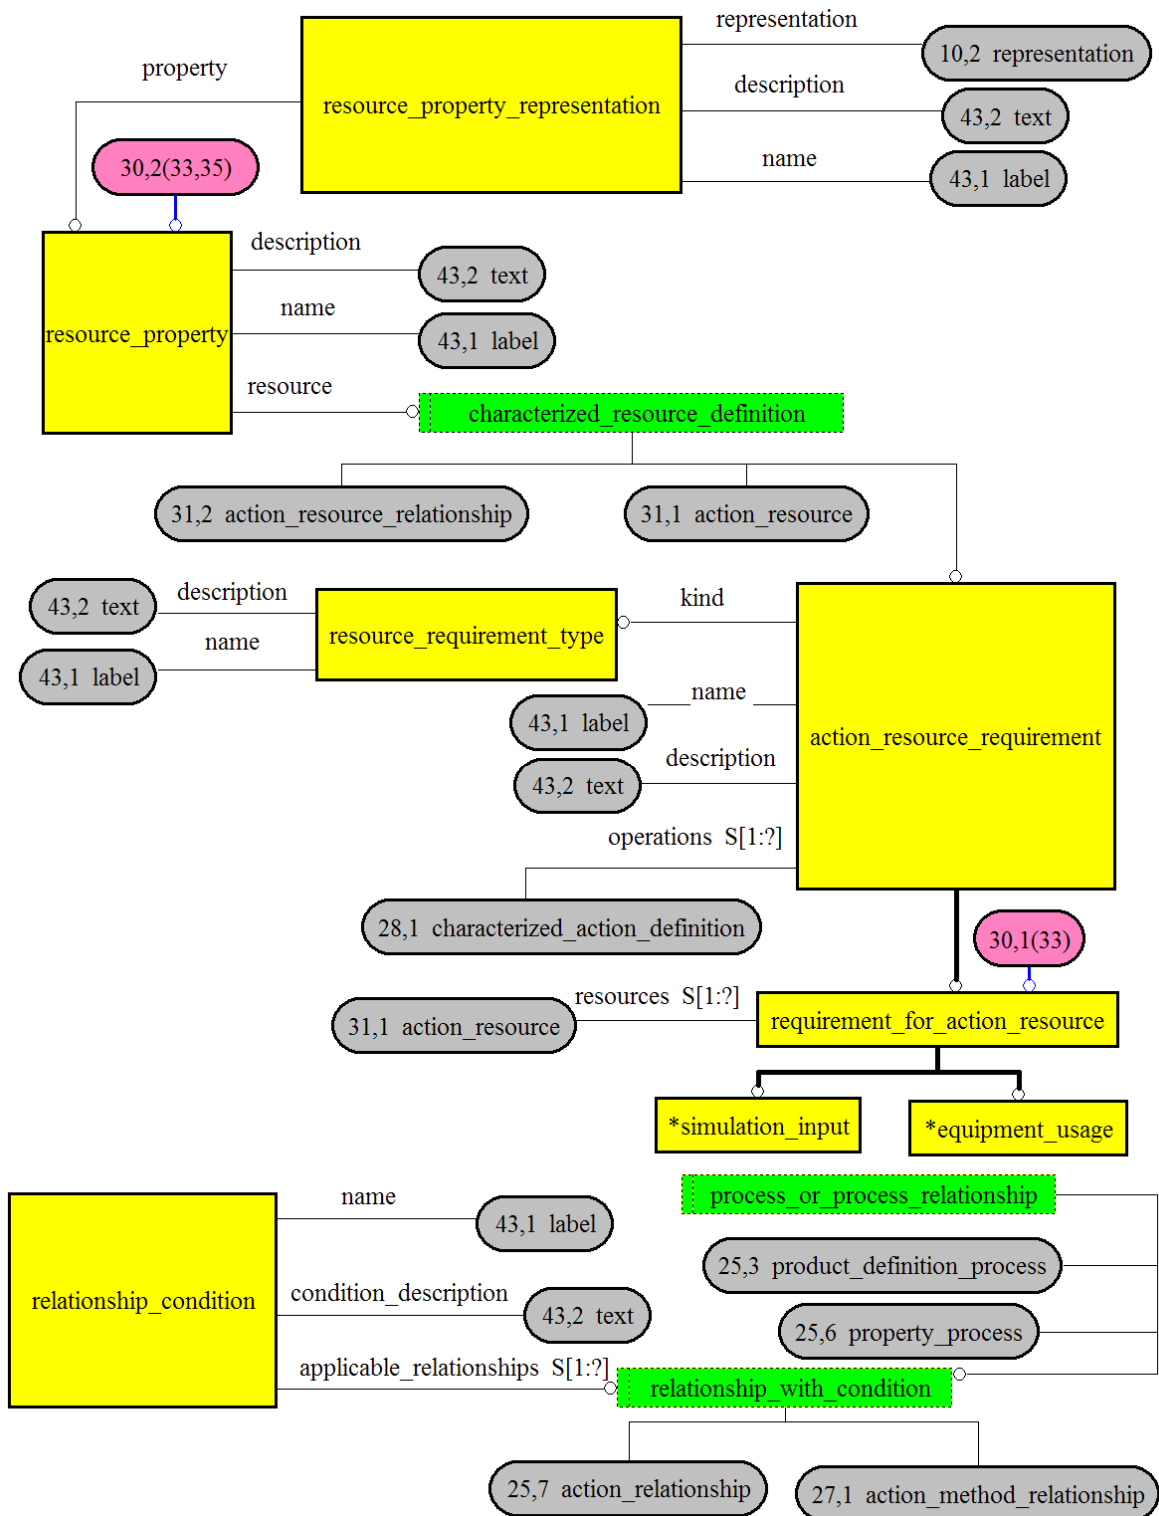 representation
10,2 representation
property
description
resource_property_representation
43,2 text
name
30,2(33,35)
43,1 label
description
43,2 text
name
resource_property
43,1 label
resource
characterized_resource_definition
31,2 action_resource_relationship
31,1 action_resource
description
kind
43,2 text
resource_requirement_type
name
43,1 label
name
43,1 label
action_resource_requirement
description
43,2 text
operations S[1:?]
28,1 characterized_action_definition
30,1(33)
resources S[1:?]
31,1 action_resource
requirement_for_action_resource
*simulation_input
*equipment_usage
name
process_or_process_relationship
43,1 label
25,3 product_definition_process
condition_description
relationship_condition
43,2 text
25,6 property_process
applicable_relationships S[1:?]
relationship_with_condition
25,7 action_relationship
27,1 action_method_relationship